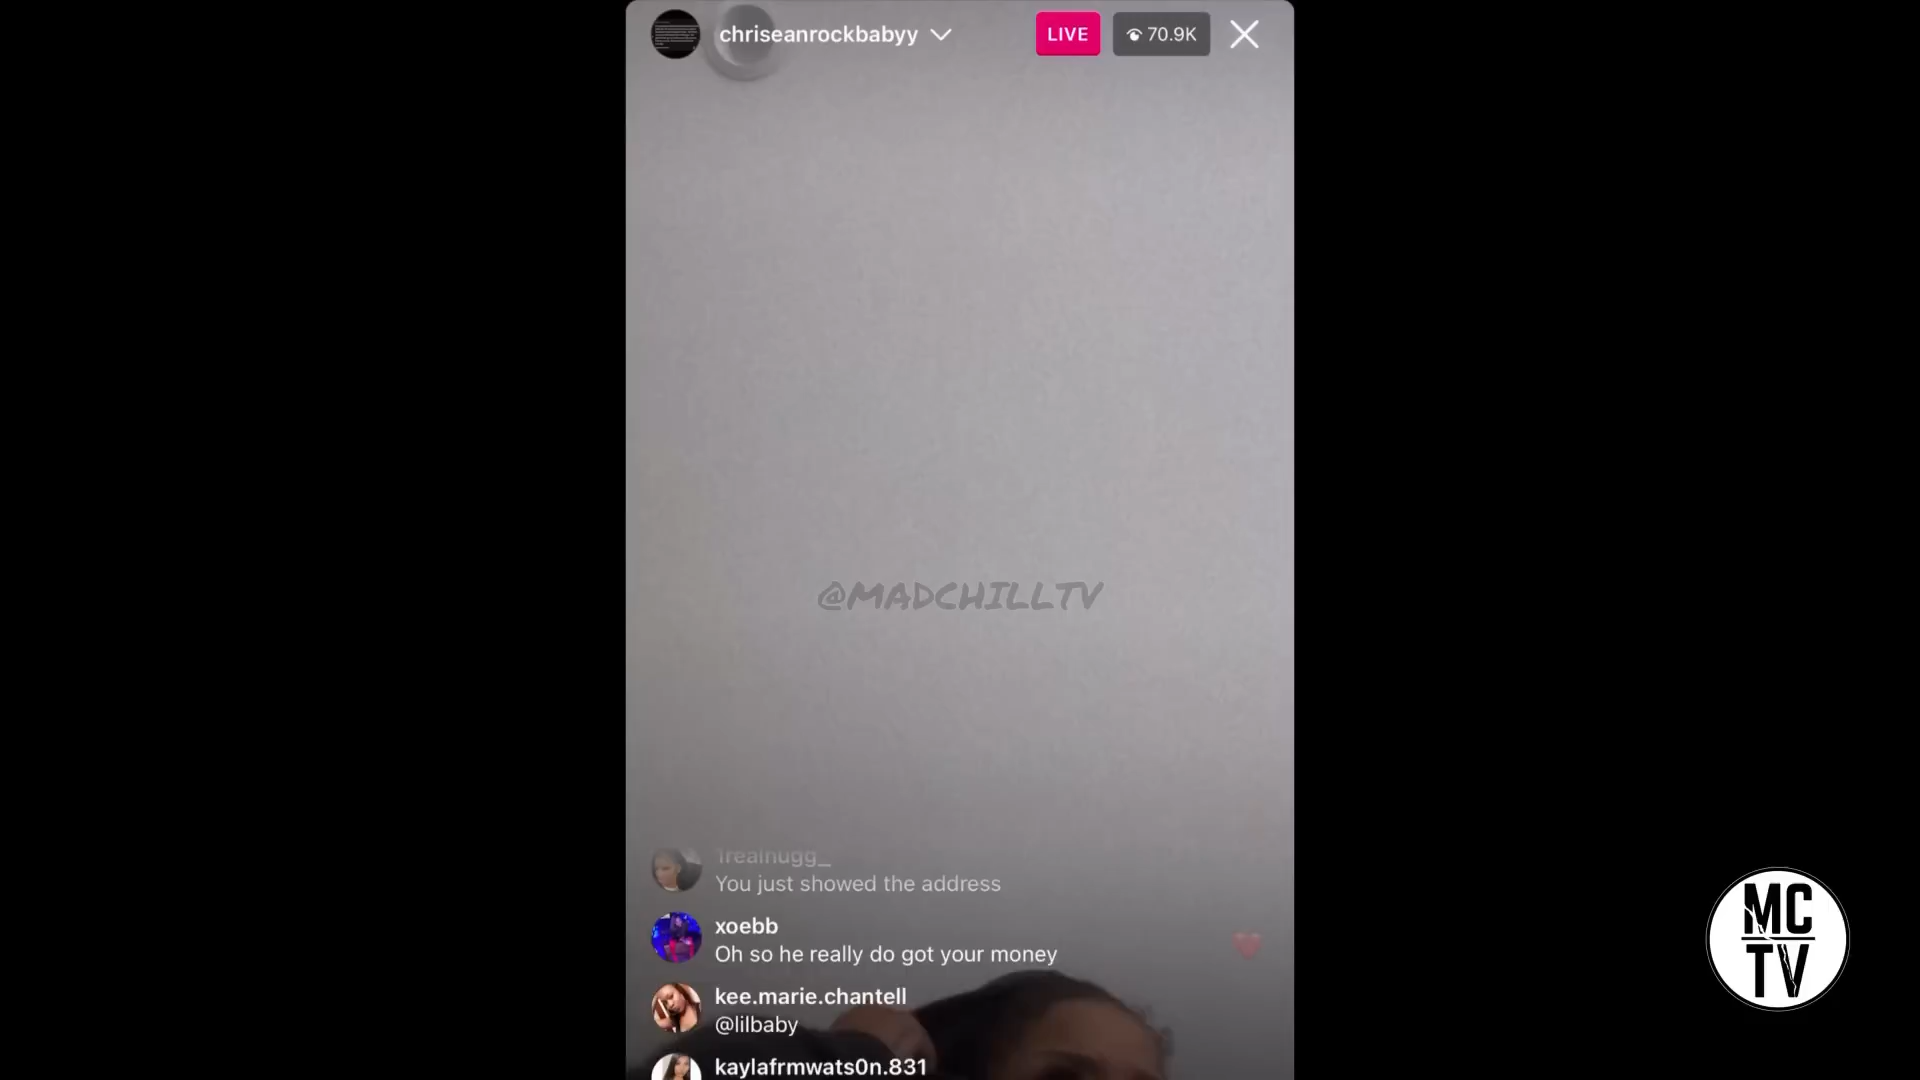 chriseanrockbabyy
LIVE
70.9K
@MADCHILLTV
1realhugg_
You just showed the address
xoebb
Oh so he really do got your money
kee.marie.chantell
@lilbaby
kaylafrmwats0n.831
MC
TV